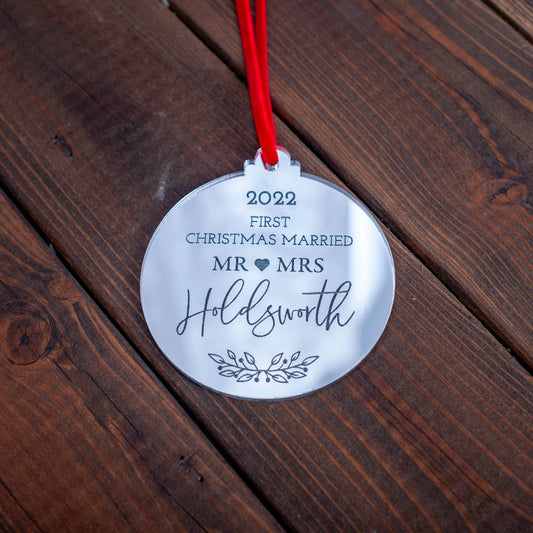 2022
FIRST
CHRISTMAS MARRIED
MR ♥ MRS
Holdsworth